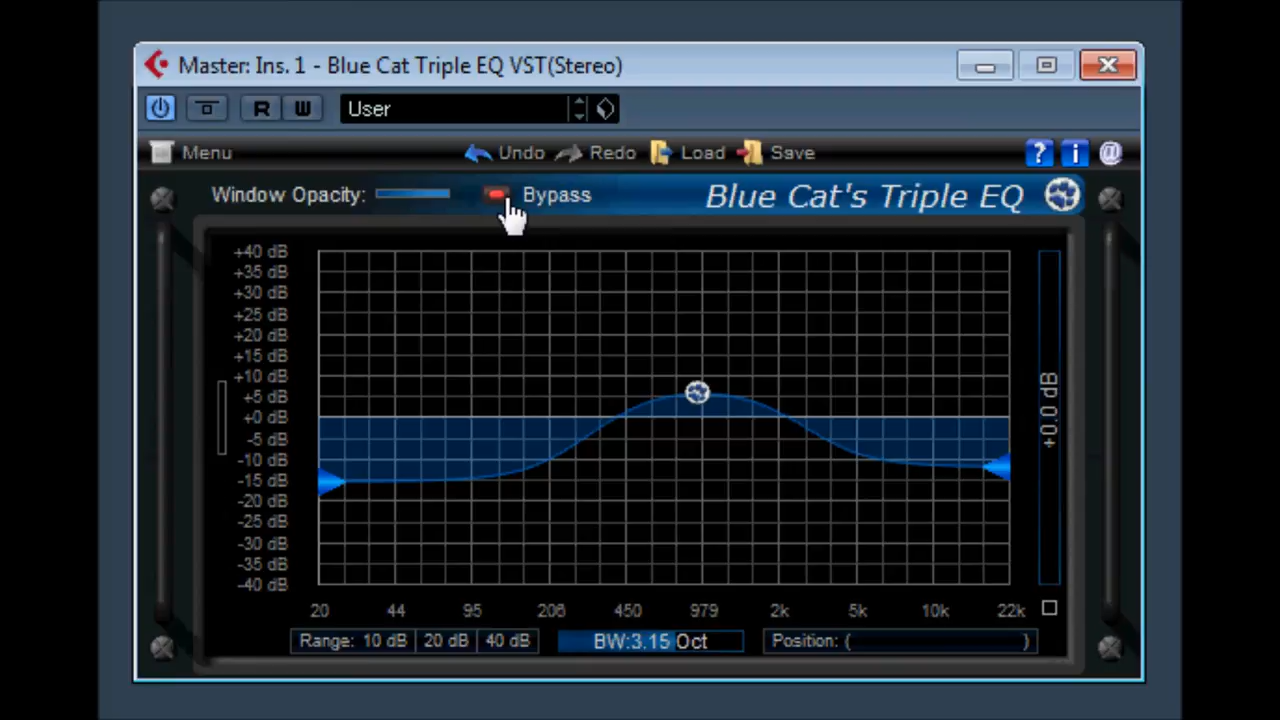 Master: Ins. 1 - Blue Cat Triple EQ VST(Stereo)
R W User
Menu Undo Redo Load Save ? i @
Window Opacity: Bypass Blue Cat's Triple EQ
+40 dB
+35 dB
+30 dB
+25 dB
+20 dB
+15 dB
+10 dB
+5 dB
+0 dB
-5 dB
-10 dB
-15 dB
-20 dB
-25 dB
-30 dB
-35 dB
-40 dB
+0.0 dB
20 44 95 206 450 979 2k 5k 10k 22k
Range: 10 dB 20 dB 40 dB BW:3.15 Oct Position: ( )